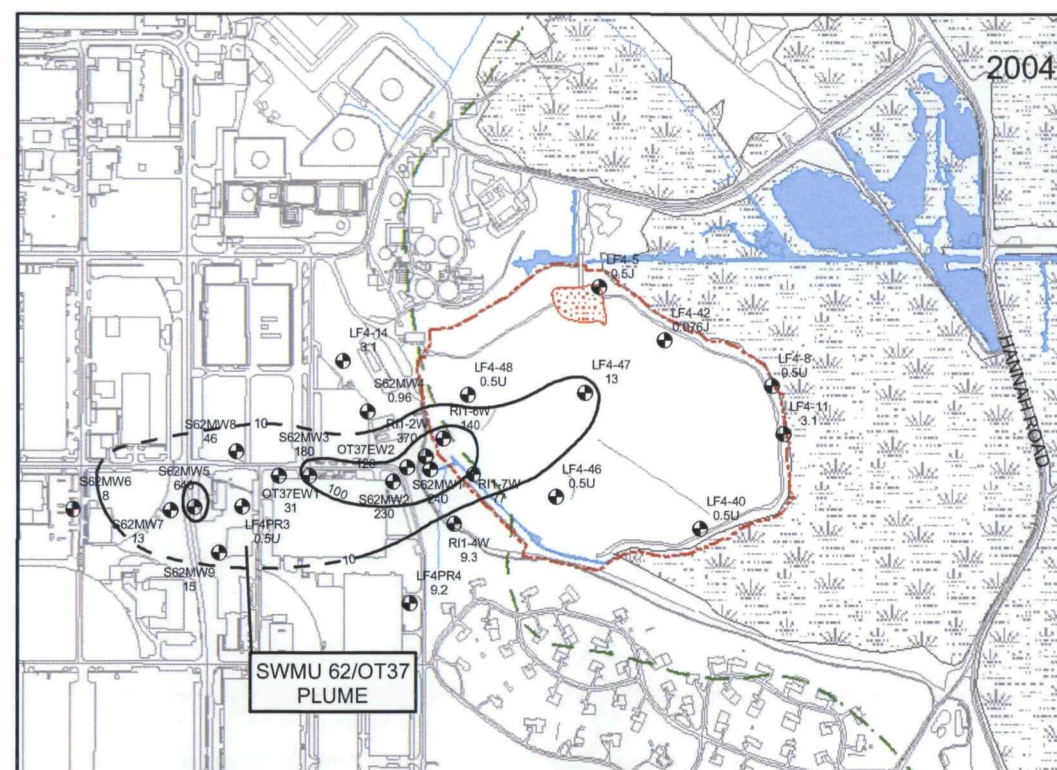 2004
LF4-5
0.5J
LF4-42
0.076J
HANNAH ROAD
LF4-14
3.1
LF4-8
0.5U
LF4-48
0.5U
LF4-47
13
S62MW4
0.96
LF4-11
3.1
RI1-6W
140
RI1-2W
370
10
S62MW8
46
S62MW3
180
OT37EW2
120
S62MW5
640
S62MW6
8
100
S62MW1
240
RI1-7W
77
LF4-46
0.5U
OT37EW1
31
S62MW2
230
S62MW7
13
LF4PR3
0.5U
LF4-40
0.5U
RI1-4W
9.3
10
S62MW9
15
LF4PR4
9.2
SWMU 62/OT37
PLUME